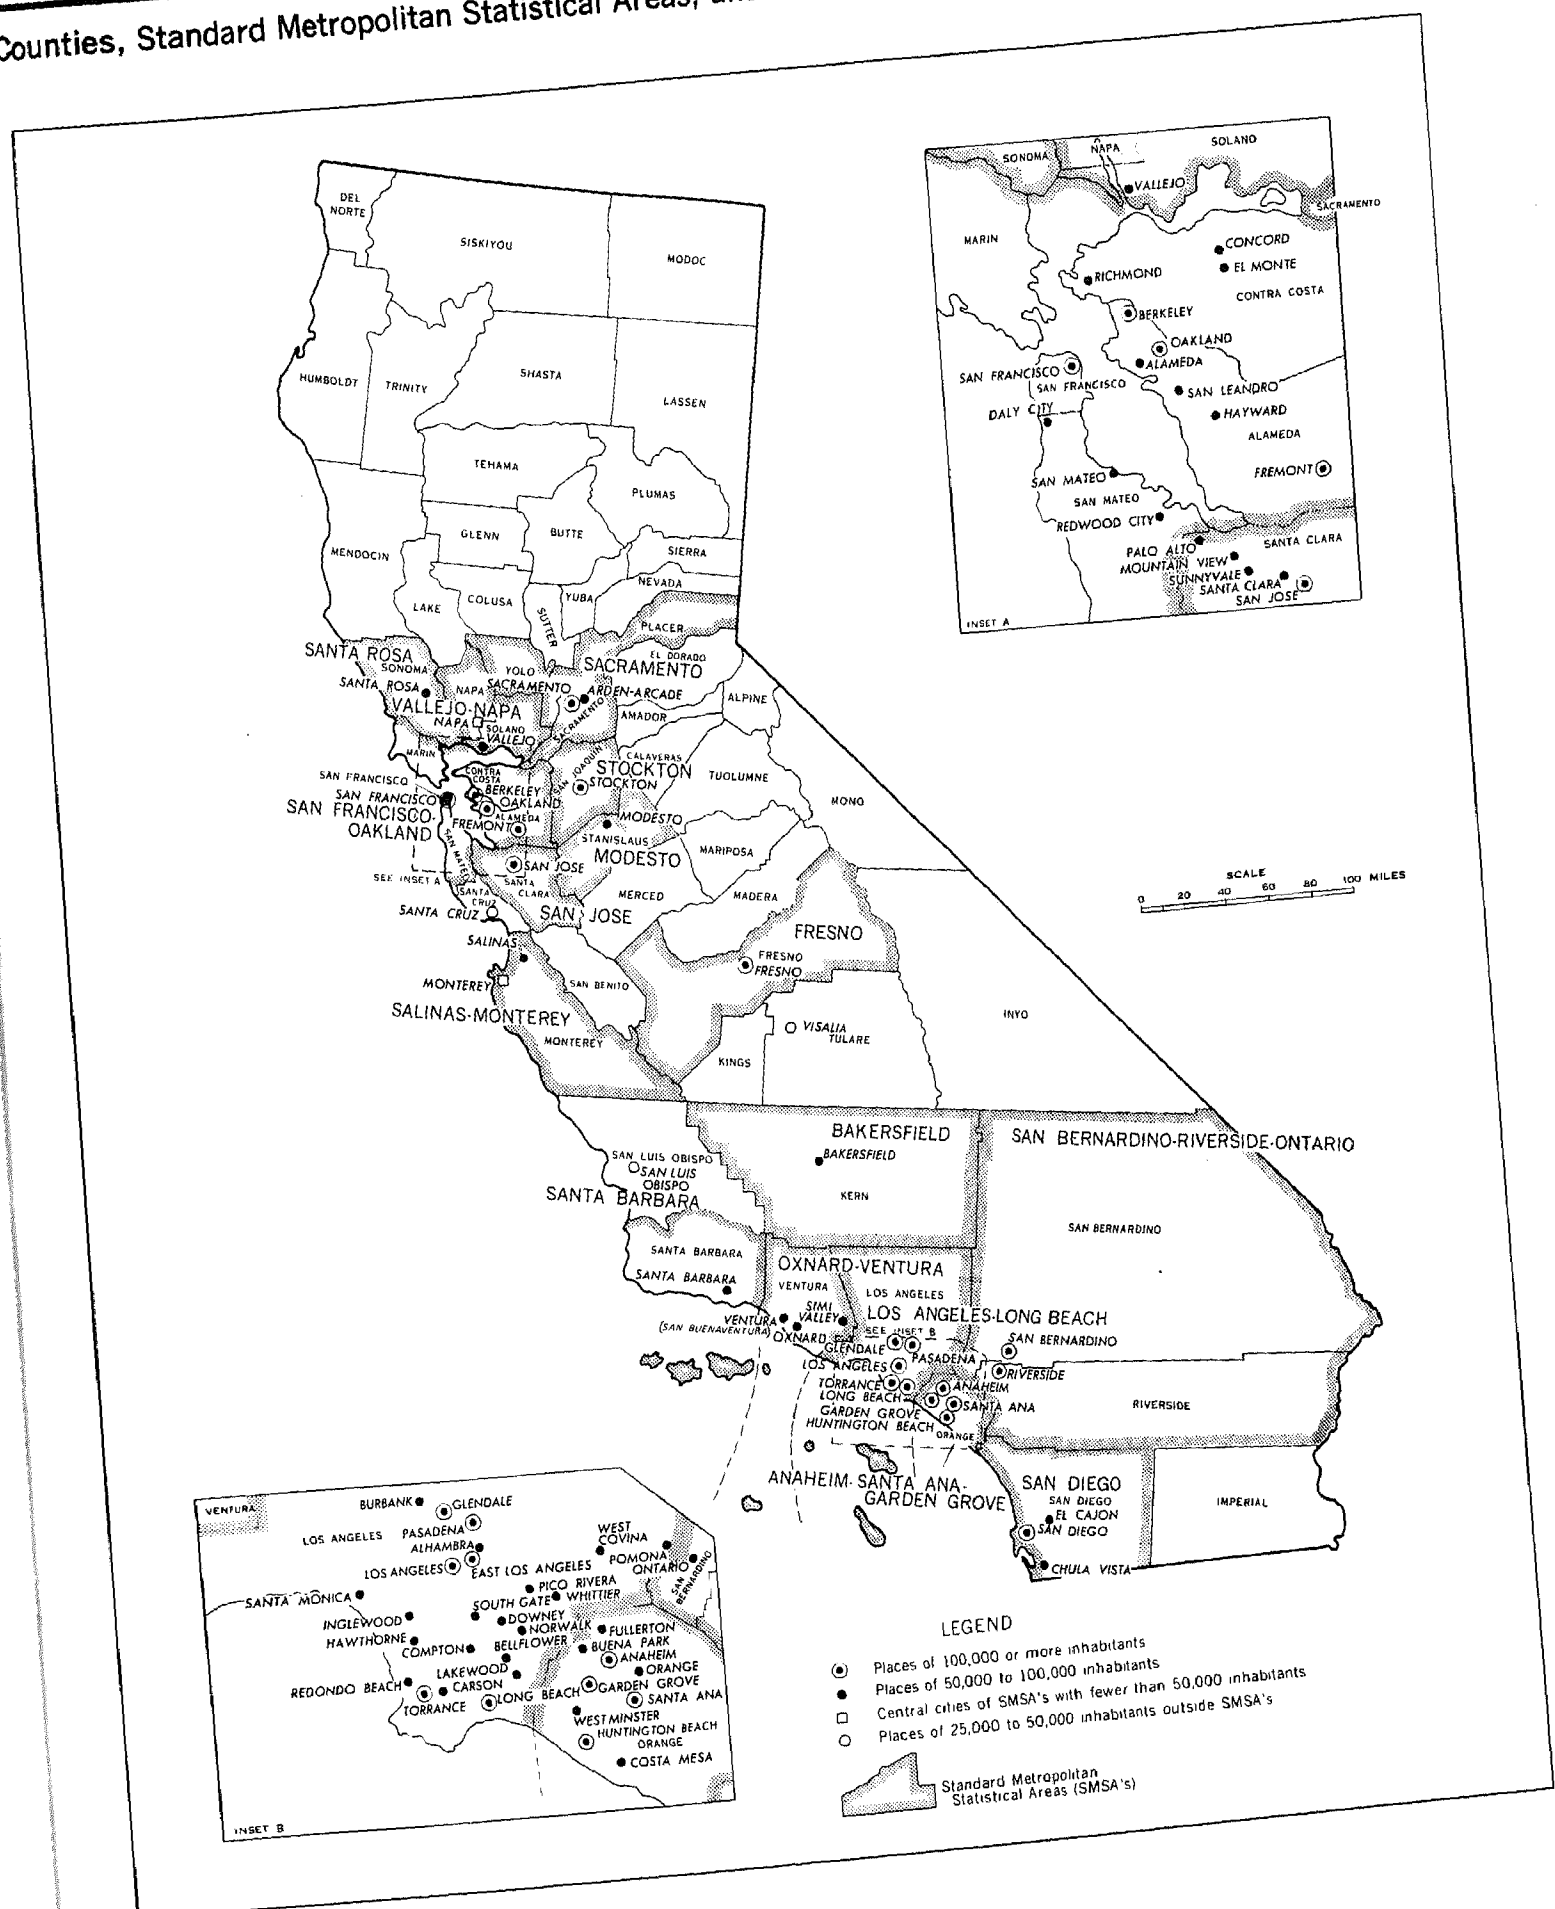 Counties, Standard Metropolitan Statistical Areas,
DEL
NORTE
SISKIYOU
MODOC
HUMBOLDT
TRINITY
SHASTA
LASSEN
TEHAMA
PLUMAS
GLENN
BUTTE
SIERRA
MENDOCIN
NEVADA
LAKE
COLUSA
SUTTER
YUBA
PLACER
SANTA ROSA
SONOMA
YOLO
EL DORADO
SACRAMENTO
SANTA ROSA
NAPA
SACRAMENTO
ARDEN-ARCADE
ALPINE
VALLEJO-NAPA
SACRAMENTO
AMADOR
NAPA
SOLANO
VALLEJO
MARIN
CALAVERAS
SAN JOAQUIN
STOCKTON
TUOLUMNE
SAN FRANCISCO
CONTRA
COSTA
BERKELEY
STOCKTON
MONO
SAN FRANCISCO
OAKLAND
SAN FRANCISCO-
OAKLAND
ALAMEDA
FREMONT
MODESTO
STANISLAUS
SAN MATEO
MODESTO
MARIPOSA
SAN JOSE
SEE INSET A
SANTA
CLARA
MERCED
MADERA
SANTA
CRUZ
SANTA CRUZ
SAN JOSE
FRESNO
SALINAS
FRESNO
FRESNO
MONTEREY
SAN BENITO
SALINAS-MONTEREY
MONTEREY
VISALIA
TULARE
INYO
KINGS
BAKERSFIELD
SAN BERNARDINO-RIVERSIDE-ONTARIO
SAN LUIS OBISPO
BAKERSFIELD
SAN LUIS
OBISPO
KERN
SANTA BARBARA
SAN BERNARDINO
SANTA BARBARA
OXNARD-VENTURA
SANTA BARBARA
VENTURA
LOS ANGELES
SIMI
VALLEY
LOS ANGELES-LONG BEACH
VENTURA
(SAN BUENAVENTURA)
OXNARD
SEE INSET B
SAN BERNARDINO
GLENDALE
PASADENA
LOS ANGELES
RIVERSIDE
TORRANCE
ANAHEIM
LONG BEACH
SANTA ANA
RIVERSIDE
GARDEN GROVE
HUNTINGTON BEACH
ORANGE
ANAHEIM-SANTA ANA-
GARDEN GROVE
SAN DIEGO
SAN DIEGO
EL CAJON
SAN DIEGO
IMPERIAL
CHULA VISTA
SONOMA
NAPA
SOLANO
VALLEJO
SACRAMENTO
MARIN
CONCORD
EL MONTE
RICHMOND
CONTRA COSTA
BERKELEY
OAKLAND
SAN FRANCISCO
ALAMEDA
SAN FRANCISCO
SAN LEANDRO
DALY CITY
HAYWARD
ALAMEDA
FREMONT
SAN MATEO
SAN MATEO
REDWOOD CITY
PALO ALTO
SANTA CLARA
MOUNTAIN VIEW
SUNNYVALE
SANTA CLARA
SAN JOSE
INSET A
SCALE
0 20 40 60 80 100 MILES
VENTURA
BURBANK
GLENDALE
LOS ANGELES
PASADENA
WEST
COVINA
ALHAMBRA
POMONA
LOS ANGELES
EAST LOS ANGELES
ONTARIO
SAN
BERNARDINO
PICO RIVERA
SANTA MONICA
SOUTH GATE
WHITTIER
INGLEWOOD
DOWNEY
HAWTHORNE
NORWALK
FULLERTON
COMPTON
BELLFLOWER
BUENA PARK
ANAHEIM
LAKEWOOD
ORANGE
REDONDO BEACH
CARSON
GARDEN GROVE
TORRANCE
LONG BEACH
SANTA ANA
WESTMINSTER
HUNTINGTON BEACH
ORANGE
COSTA MESA
INSET B
LEGEND
Places of 100,000 or more inhabitants
Places of 50,000 to 100,000 inhabitants
Central cities of SMSA's with fewer than 50,000 inhabitants
Places of 25,000 to 50,000 inhabitants outside SMSA's
Standard Metropolitan
Statistical Areas (SMSA's)